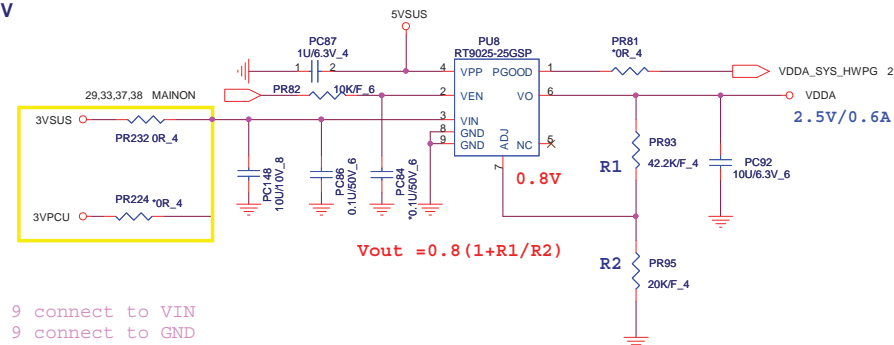 V
5VSUS
PC87
1U/6.3V_4
PU8
RT9025-25GSP
PR81
*0R_4
1 2
4 VPP PGOOD 1
VDDA_SYS_HWPG 2
29,33,37,38 MAINON
PR82 10K/F_6
2 VEN VO 6
VDDA
2.5V/0.6A
3VSUS
PR232 0R_4
3 VIN
8 GND
9 GND
ADJ
7
NC 5
0.8V
R1
PR93
42.2K/F_4
PC92
10U/6.3V_6
PC148
10U/10V_8
PC86
0.1U/50V_6
PC84
*0.1U/50V_6
3VPCU
PR224 *0R_4
Vout =0.8(1+R1/R2)
R2
PR95
20K/F_4
9 connect to VIN
9 connect to GND